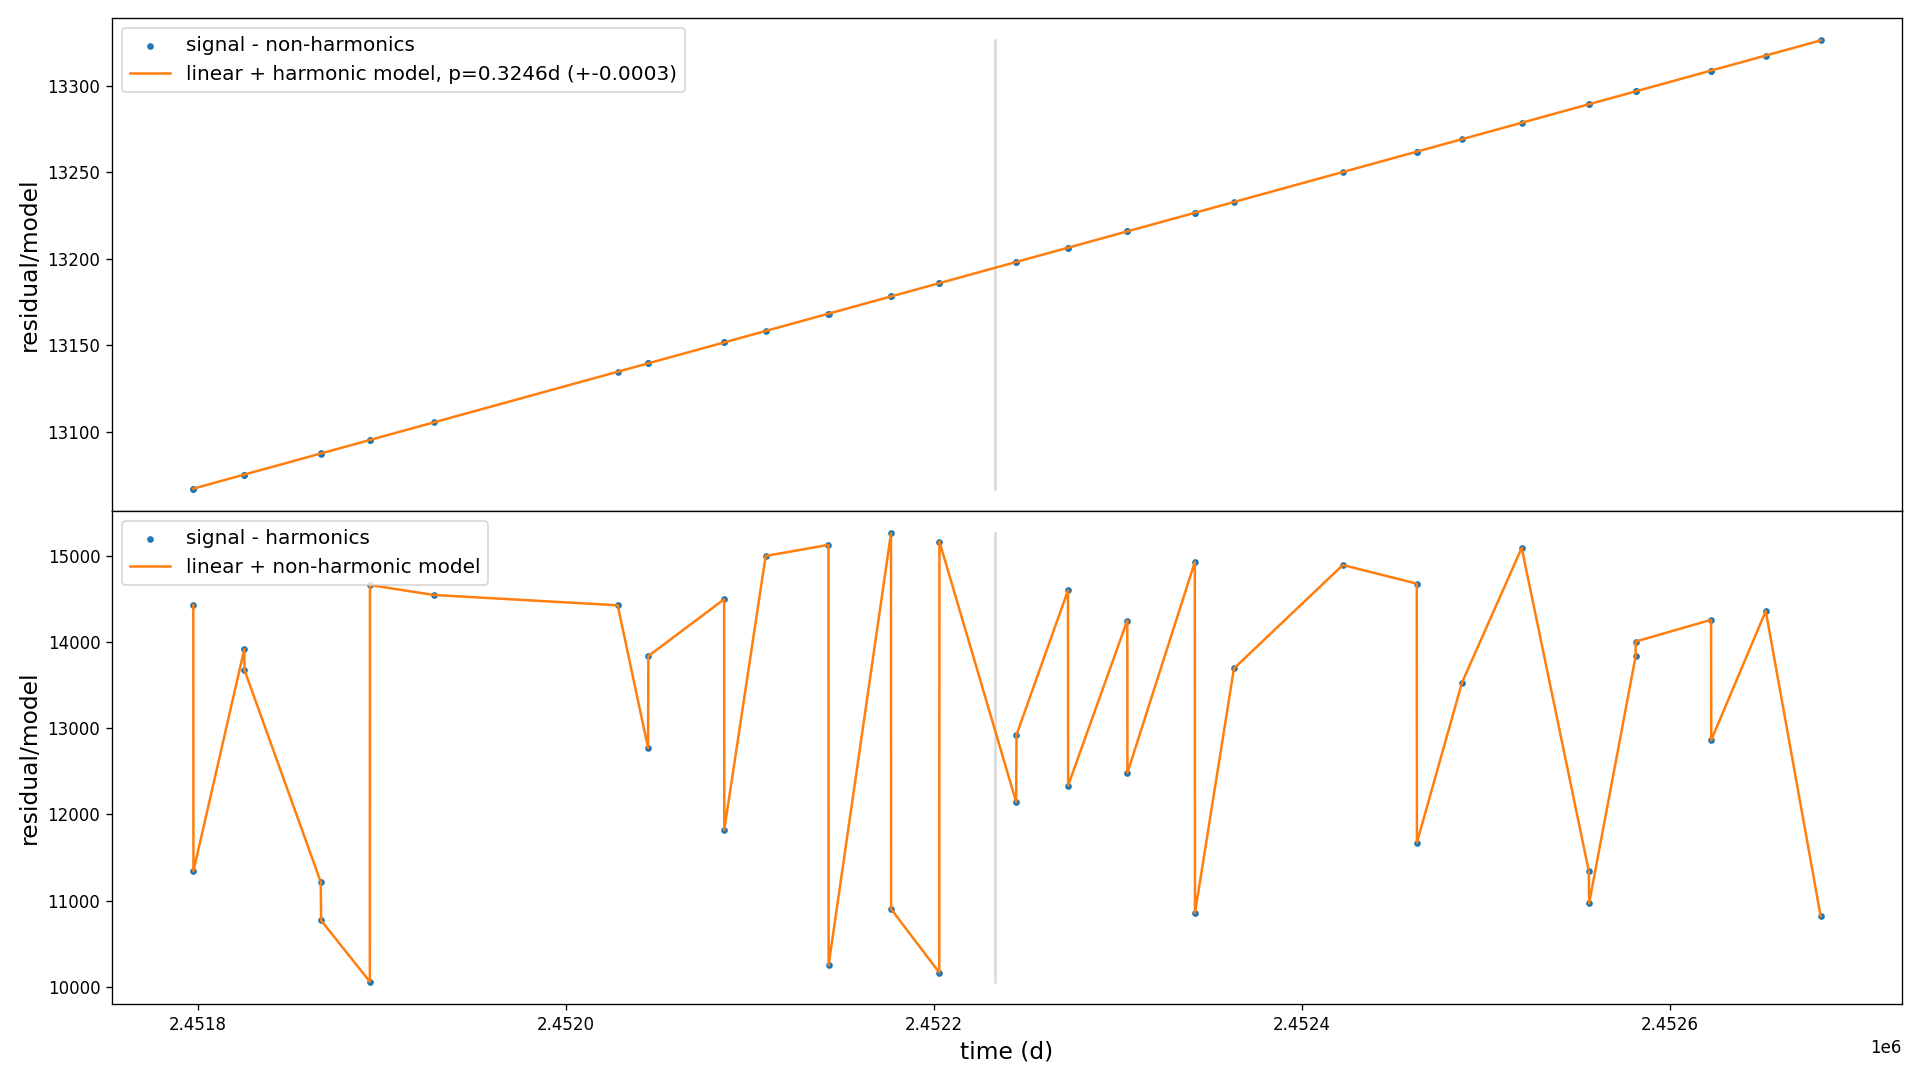 signal - non-harmonics
linear + harmonic model, p=0.3246d (+-0.0003)
residual/model
13300
13250
13200
13150
13100
signal - harmonics
linear + non-harmonic model
residual/model
15000
14000
13000
12000
11000
10000
2.4518
2.4520
2.4522
2.4524
2.4526
time (d)
1e6